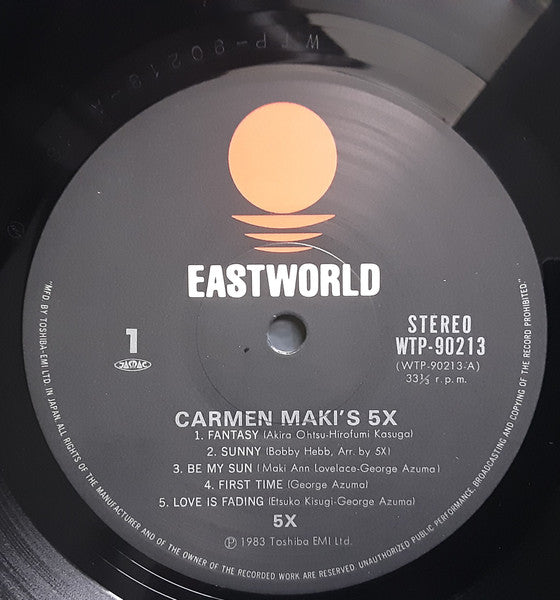 WTP-90213-A
EASTWORLD
1
JASRAC
STEREO
WTP-90213
(WTP-90213-A)
33⅓ r.p.m.
CARMEN MAKI'S 5X
1. FANTASY (Akira Ohtsu-Hirofumi Kasuga)
2. SUNNY (Bobby Hebb, Arr. by 5X)
3. BE MY SUN ( Maki Ann Lovelace-George Azuma)
4. FIRST TIME (George Azuma)
5. LOVE IS FADING (Etsuko Kisugi-George Azuma)
5X
Ⓟ 1983 Toshiba EMI Ltd.
"MFD. BY TOSHIBA-EMI LTD. IN JAPAN. ALL RIGHTS OF THE MANUFACTURER AND OF THE OWNER OF THE RECORDED WORK ARE RESERVED. UNAUTHORIZED PUBLIC PERFORMANCE, BROADCASTING AND COPYING OF THE RECORD PROHIBITED."